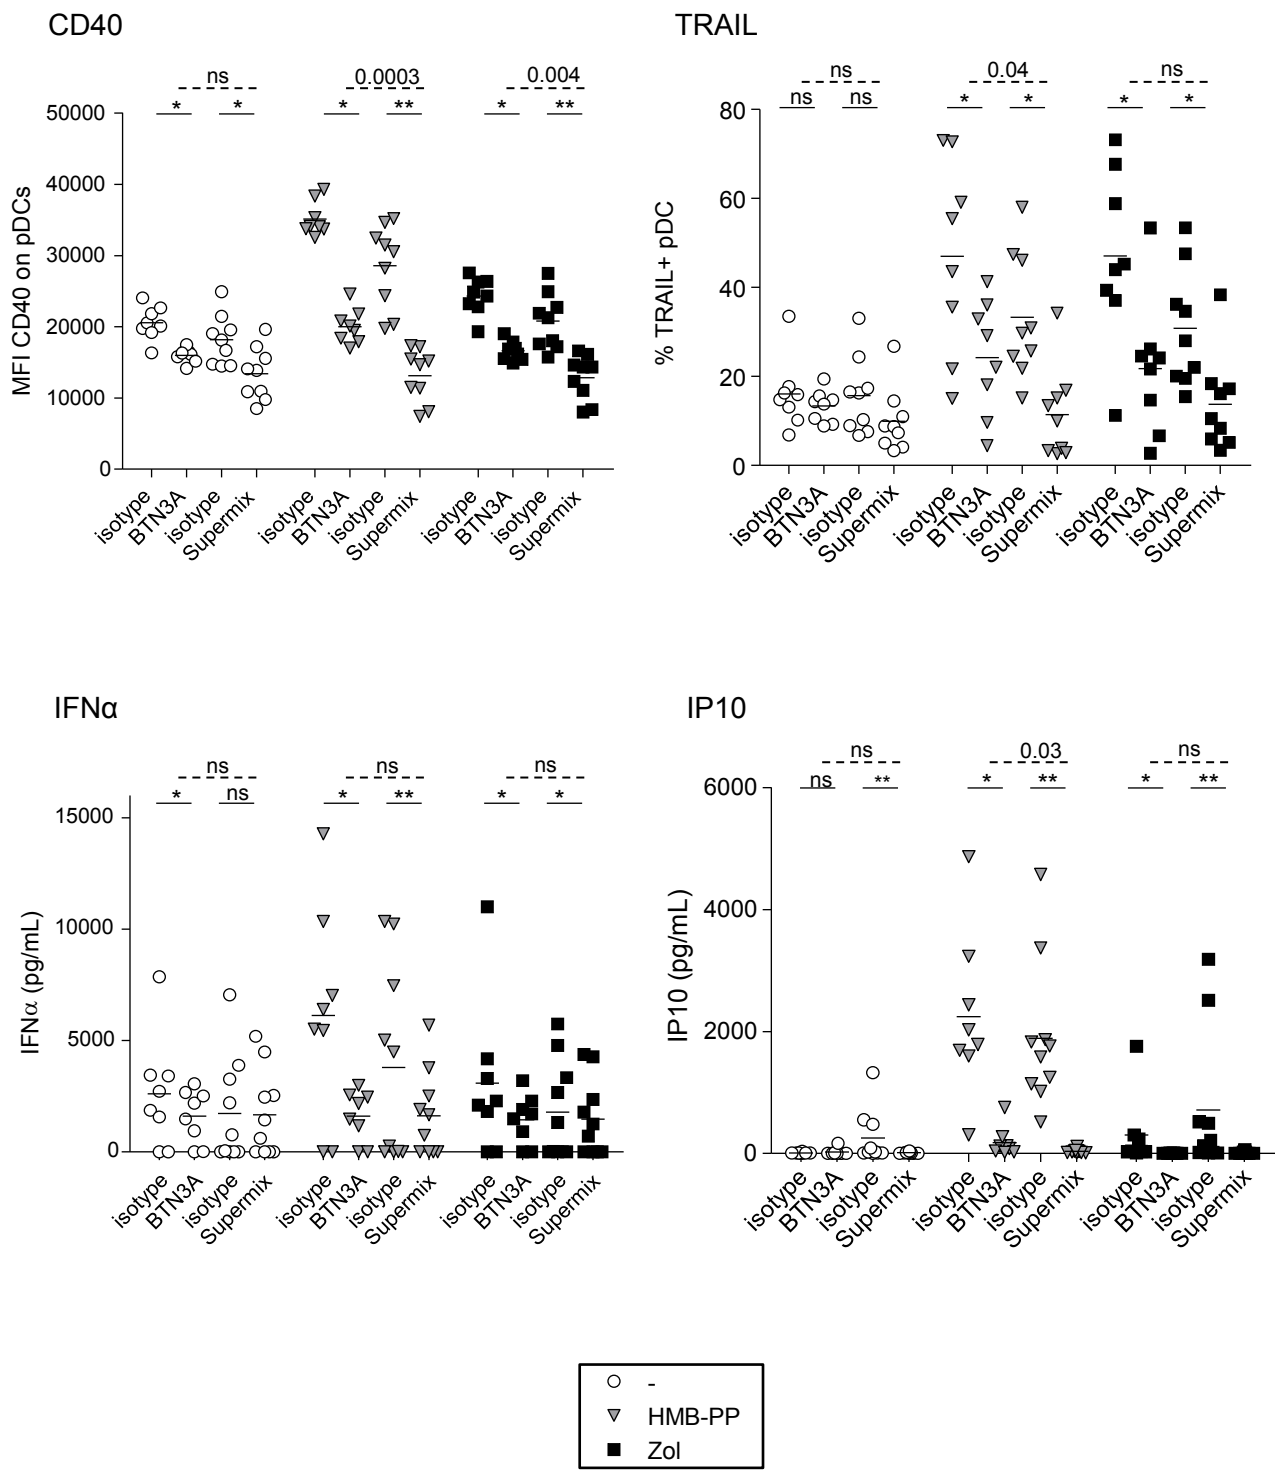 CD40
ns
0.0003
0.004
* * * ** * **
50000
40000
30000
20000
10000
0
MFI CD40 on pDCs
isotype BTN3A isotype Supermix isotype BTN3A isotype Supermix isotype BTN3A isotype Supermix
TRAIL
ns
0.04
ns
ns ns * * * *
80
60
40
20
0
% TRAIL+ pDC
isotype BTN3A isotype Supermix isotype BTN3A isotype Supermix isotype BTN3A isotype Supermix
IFNα
ns
ns
ns
* ns * ** * *
15000
10000
5000
0
IFNα (pg/mL)
isotype BTN3A isotype Supermix isotype BTN3A isotype Supermix isotype BTN3A isotype Supermix
IP10
ns
0.03
ns
ns ** * ** * **
6000
4000
2000
0
IP10 (pg/mL)
isotype BTN3A isotype Supermix isotype BTN3A isotype Supermix isotype BTN3A isotype Supermix
-
HMB-PP
Zol